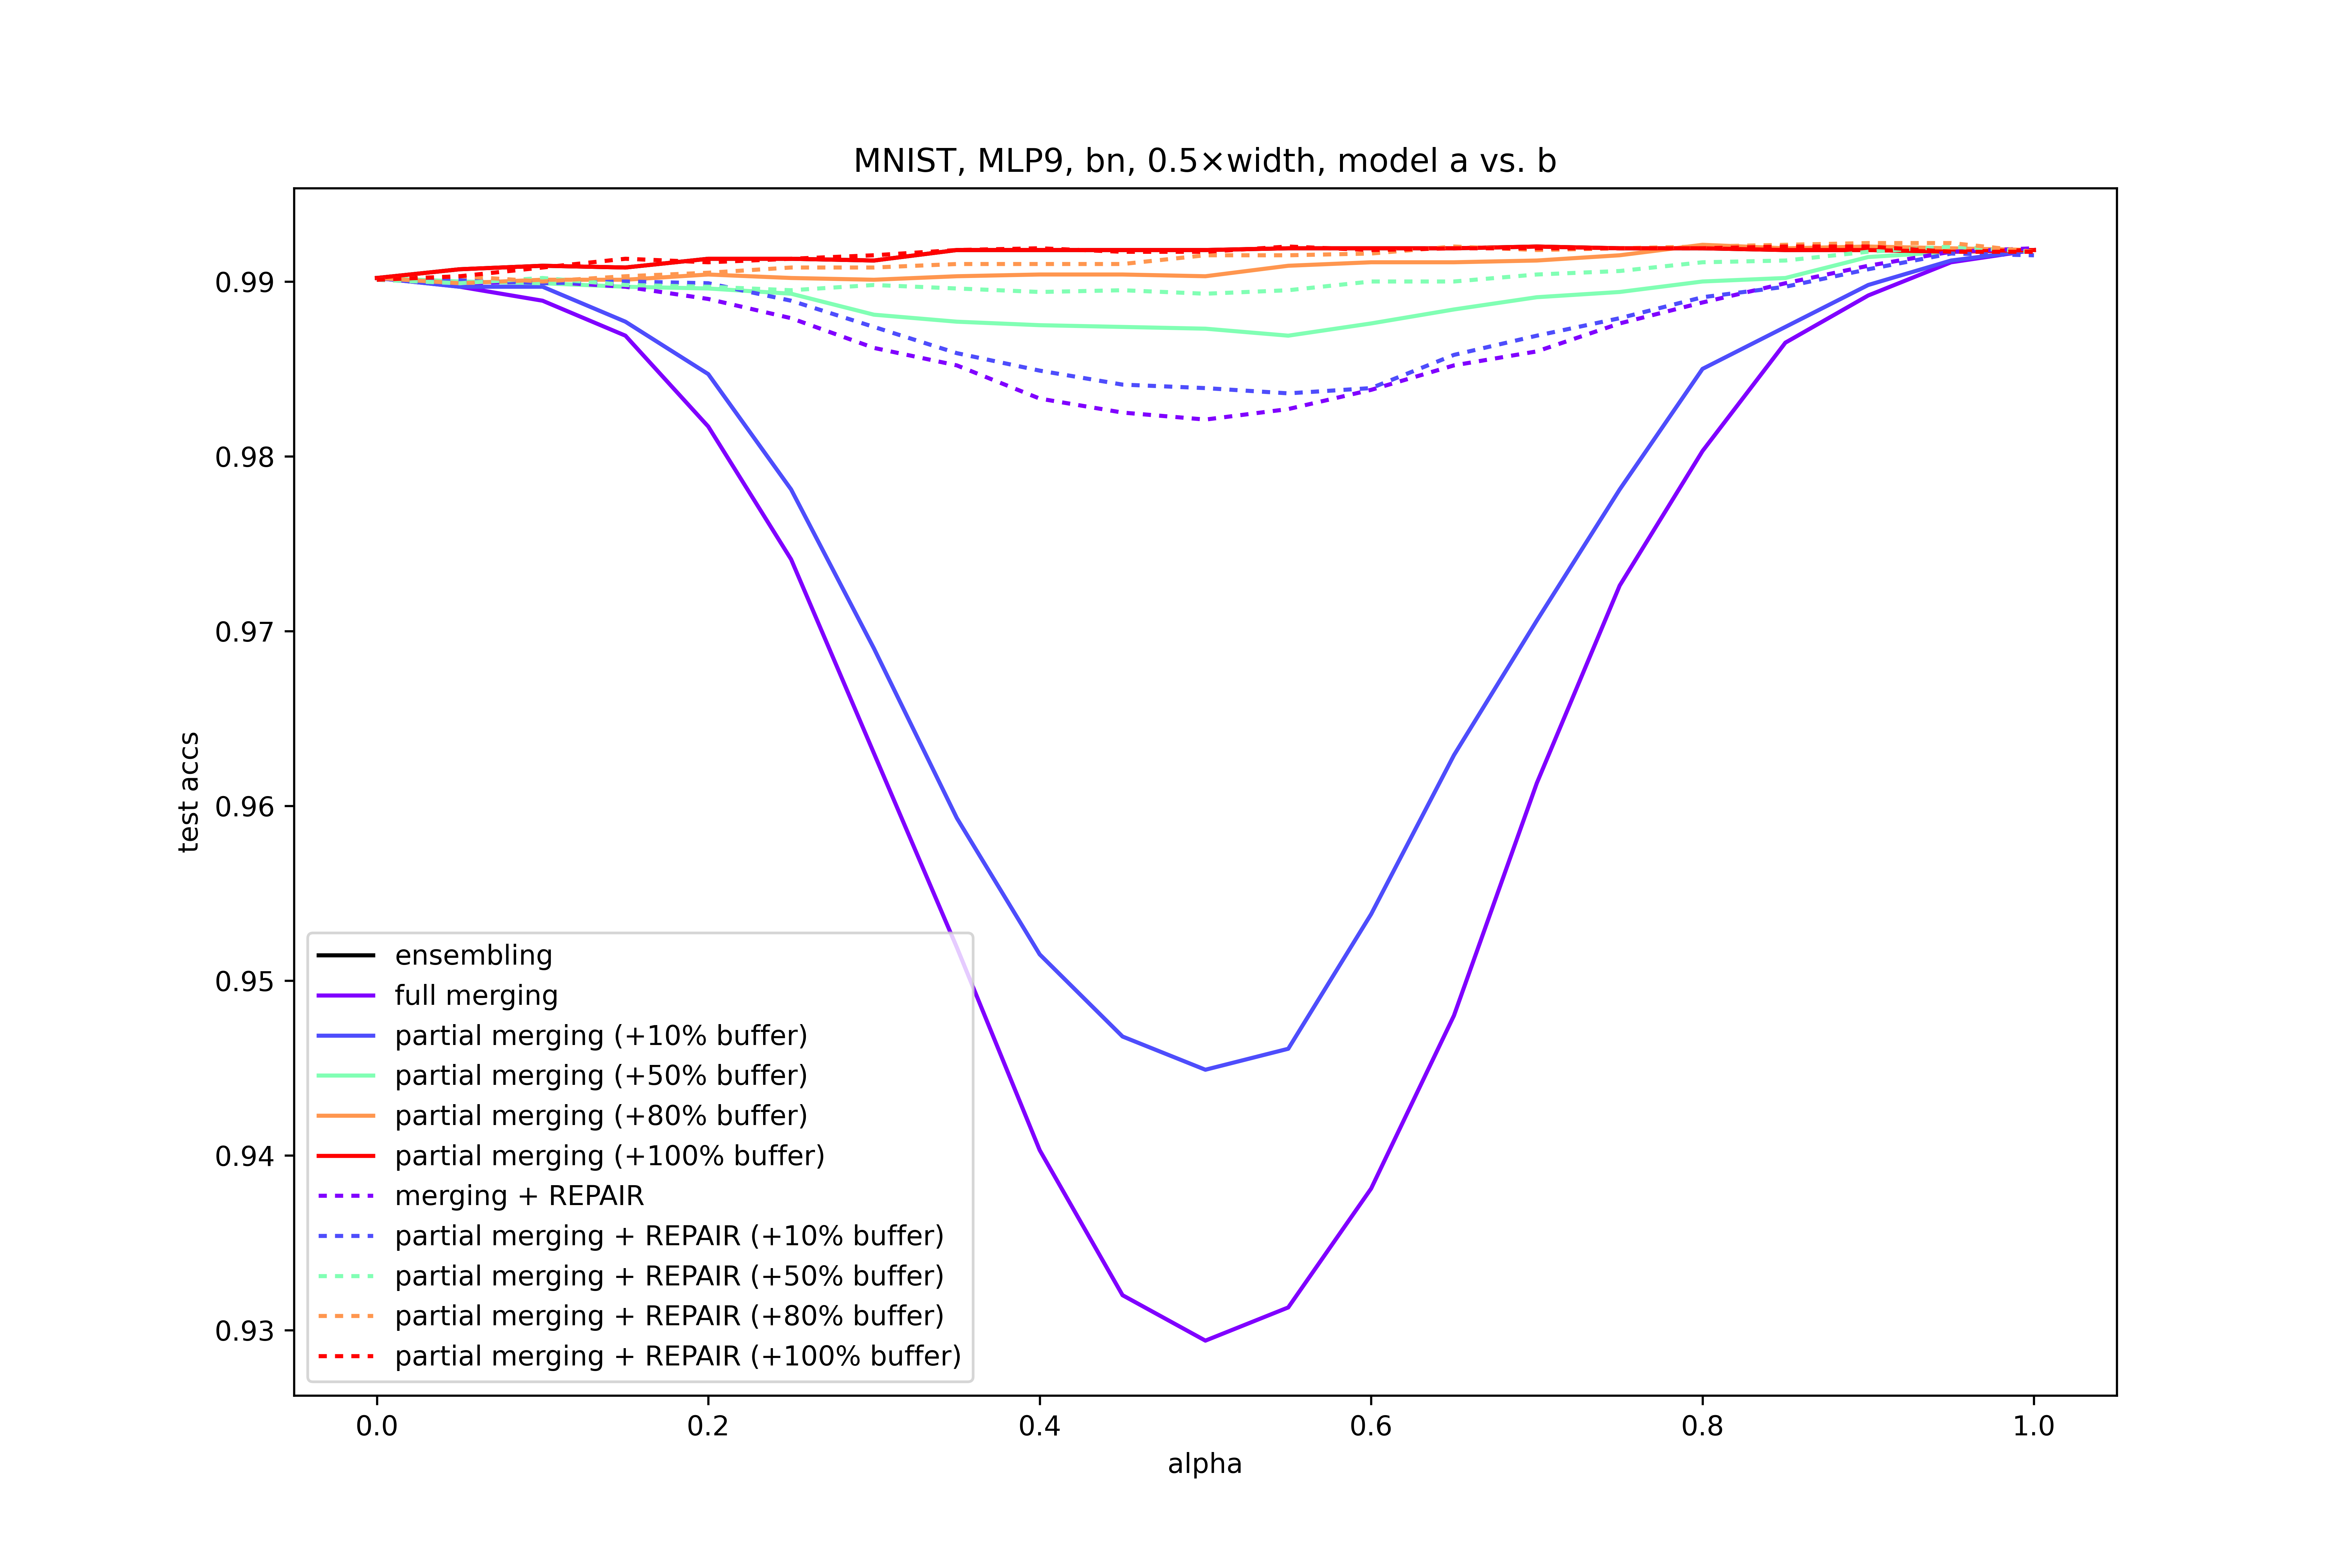 MNIST, MLP9, bn, 0.5×width, model a vs. b
0.99
0.98
0.97
0.96
0.95
0.94
0.93
test accs
ensembling
full merging
partial merging (+10% buffer)
partial merging (+50% buffer)
partial merging (+80% buffer)
partial merging (+100% buffer)
merging + REPAIR
partial merging + REPAIR (+10% buffer)
partial merging + REPAIR (+50% buffer)
partial merging + REPAIR (+80% buffer)
partial merging + REPAIR (+100% buffer)
0.0 0.2 0.4 0.6 0.8 1.0
alpha